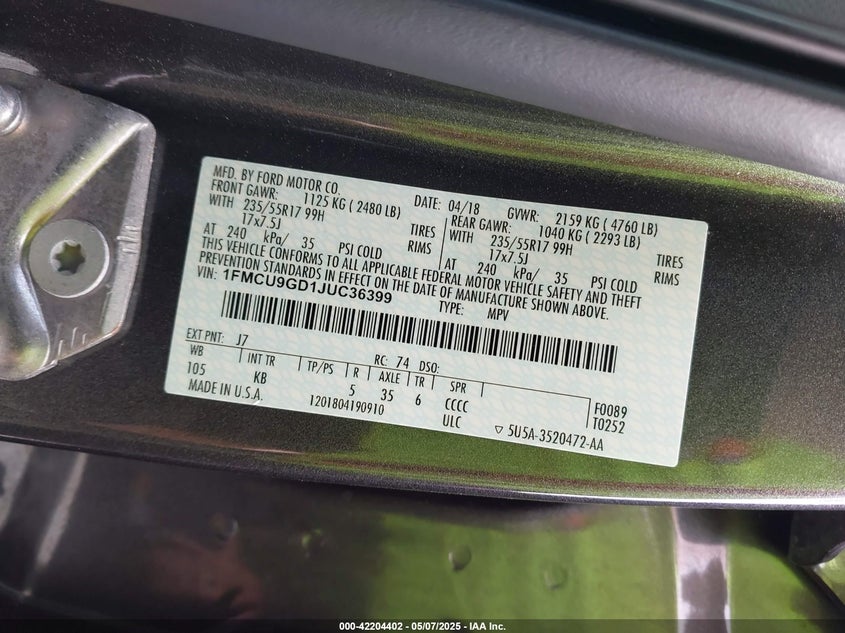 MFD. BY FORD MOTOR CO.
DATE: 04/18 GVWR: 2159 KG ( 4760 LB)
FRONT GAWR: 1125 KG ( 2480 LB) REAR GAWR: 1040 KG ( 2293 LB)
WITH 235/55R17 99H TIRES WITH 235/55R17 99H TIRES
17x7.5J RIMS 17x7.5J RIMS
AT 240 kPa/ 35 PSI COLD AT 240 kPa/ 35 PSI COLD
THIS VEHICLE CONFORMS TO ALL APPLICABLE FEDERAL MOTOR VEHICLE SAFETY AND THEFT
PREVENTION STANDARDS IN EFFECT ON THE DATE OF MANUFACTURE SHOWN ABOVE.
VIN: 1FMCU9GD1JUC36399
TYPE: MPV
EXT PNT: J7 RC: 74 DSO:
WB INT TR TP/PS R AXLE TR SPR
105 KB 5 35 6 CCCC F0089
MADE IN U.S.A. 1201804190910 ULC T0252
▽ 5U5A-3520472-AA
000-42204402 - 05/07/2025 - IAA Inc.